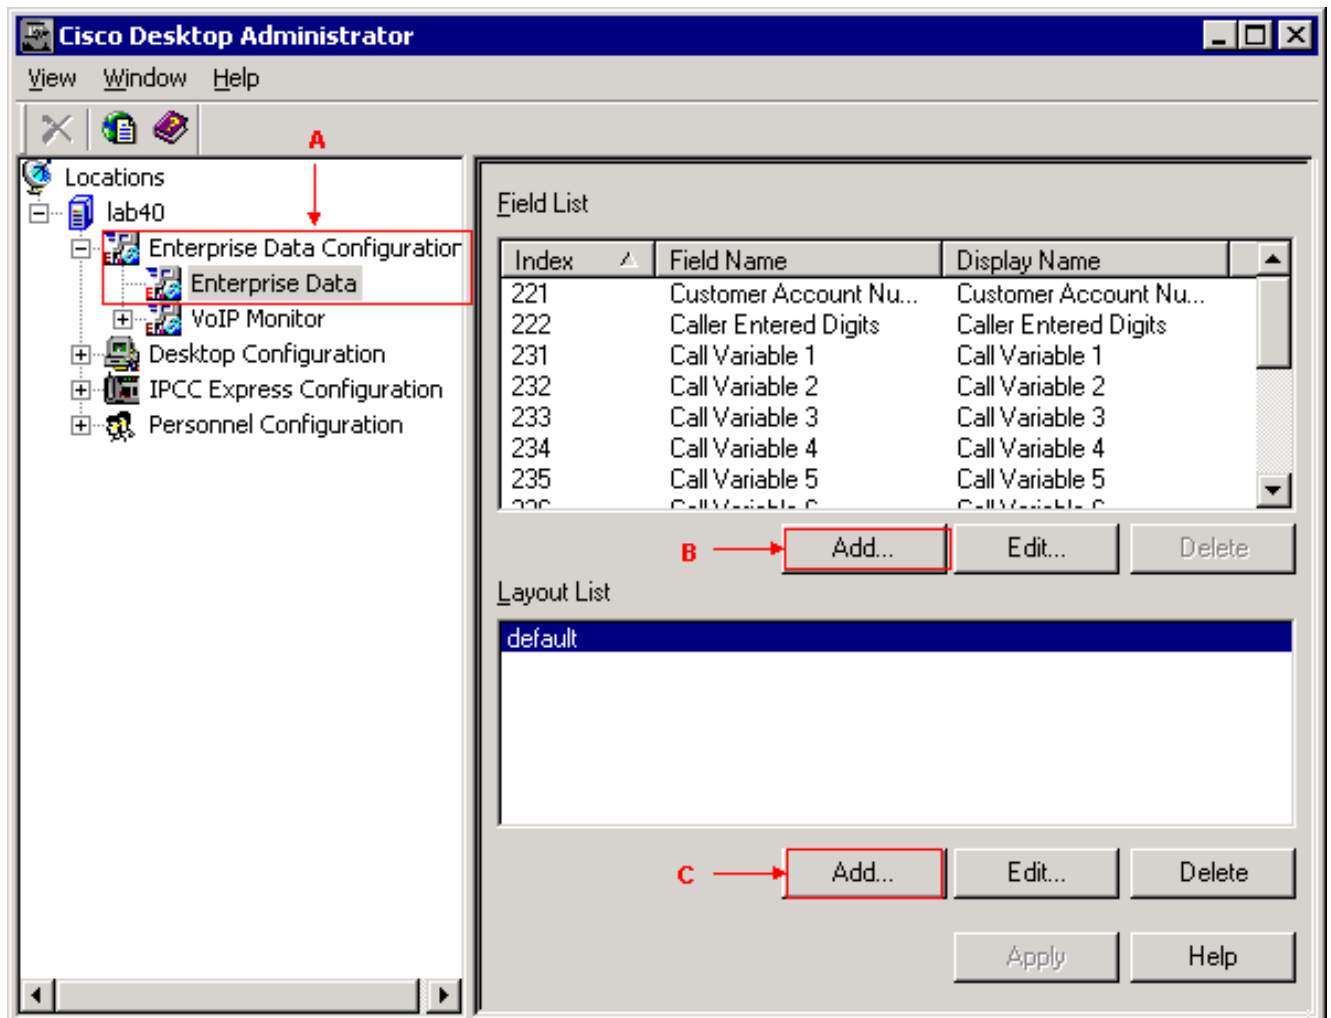 Cisco Desktop Administrator
View Window Help
A
Locations
lab40
Enterprise Data Configuration
Enterprise Data
VoIP Monitor
Desktop Configuration
IPCC Express Configuration
Personnel Configuration
Field List
Index Field Name Display Name
221 Customer Account Nu... Customer Account Nu...
222 Caller Entered Digits Caller Entered Digits
231 Call Variable 1 Call Variable 1
232 Call Variable 2 Call Variable 2
233 Call Variable 3 Call Variable 3
234 Call Variable 4 Call Variable 4
235 Call Variable 5 Call Variable 5
B Add... Edit... Delete
Layout List
default
C Add... Edit... Delete
Apply Help